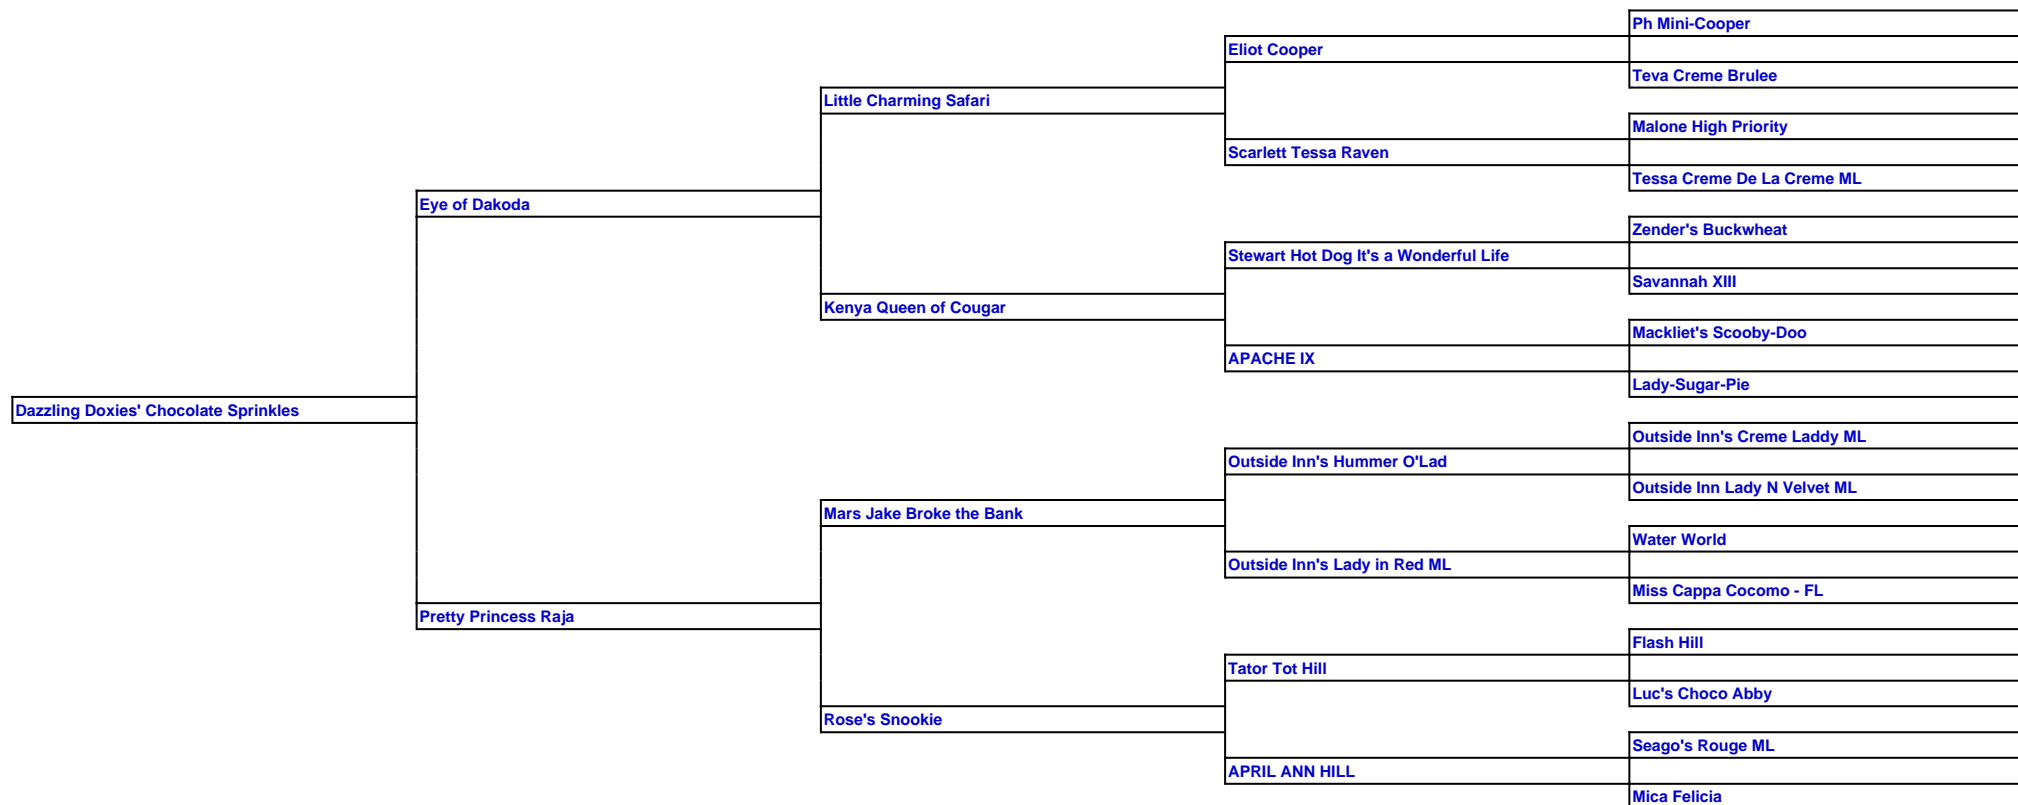 Ph Mini-Cooper
Eliot Cooper
Teva Creme Brulee
Little Charming Safari
Malone High Priority
Scarlett Tessa Raven
Tessa Creme De La Creme ML
Eye of Dakoda
Zender's Buckwheat
Stewart Hot Dog It's a Wonderful Life
Savannah XIII
Kenya Queen of Cougar
Mackliet's Scooby-Doo
APACHE IX
Lady-Sugar-Pie
Dazzling Doxies' Chocolate Sprinkles
Outside Inn's Creme Laddy ML
Outside Inn's Hummer O'Lad
Outside Inn Lady N Velvet ML
Mars Jake Broke the Bank
Water World
Outside Inn's Lady in Red ML
Miss Cappa Cocomo - FL
Pretty Princess Raja
Flash Hill
Tator Tot Hill
Luc's Choco Abby
Rose's Snookie
Seago's Rouge ML
APRIL ANN HILL
Mica Felicia